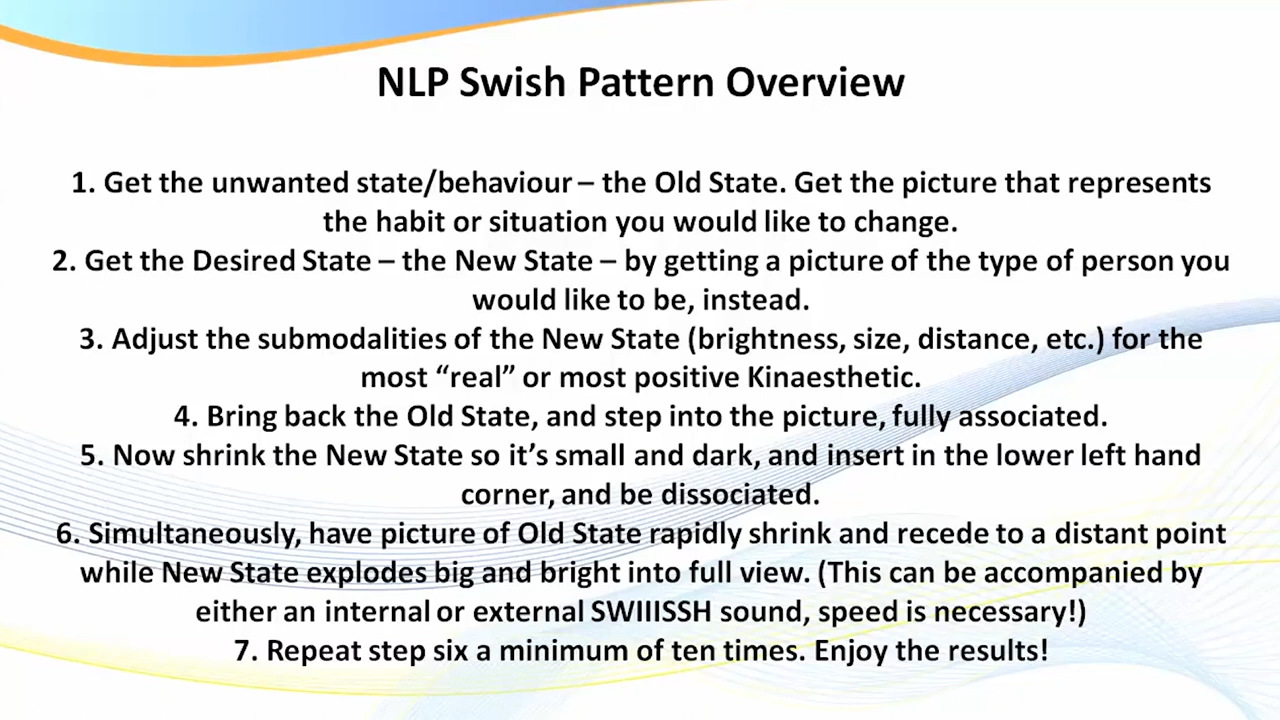 NLP Swish Pattern Overview
1. Get the unwanted state/behaviour – the Old State. Get the picture that represents
the habit or situation you would like to change.
2. Get the Desired State – the New State – by getting a picture of the type of person you
would like to be, instead.
3. Adjust the submodalities of the New State (brightness, size, distance, etc.) for the
most “real” or most positive Kinaesthetic.
4. Bring back the Old State, and step into the picture, fully associated.
5. Now shrink the New State so it’s small and dark, and insert in the lower left hand
corner, and be dissociated.
6. Simultaneously, have picture of Old State rapidly shrink and recede to a distant point
while New State explodes big and bright into full view. (This can be accompanied by
either an internal or external SWIIISSH sound, speed is necessary!)
7. Repeat step six a minimum of ten times. Enjoy the results!